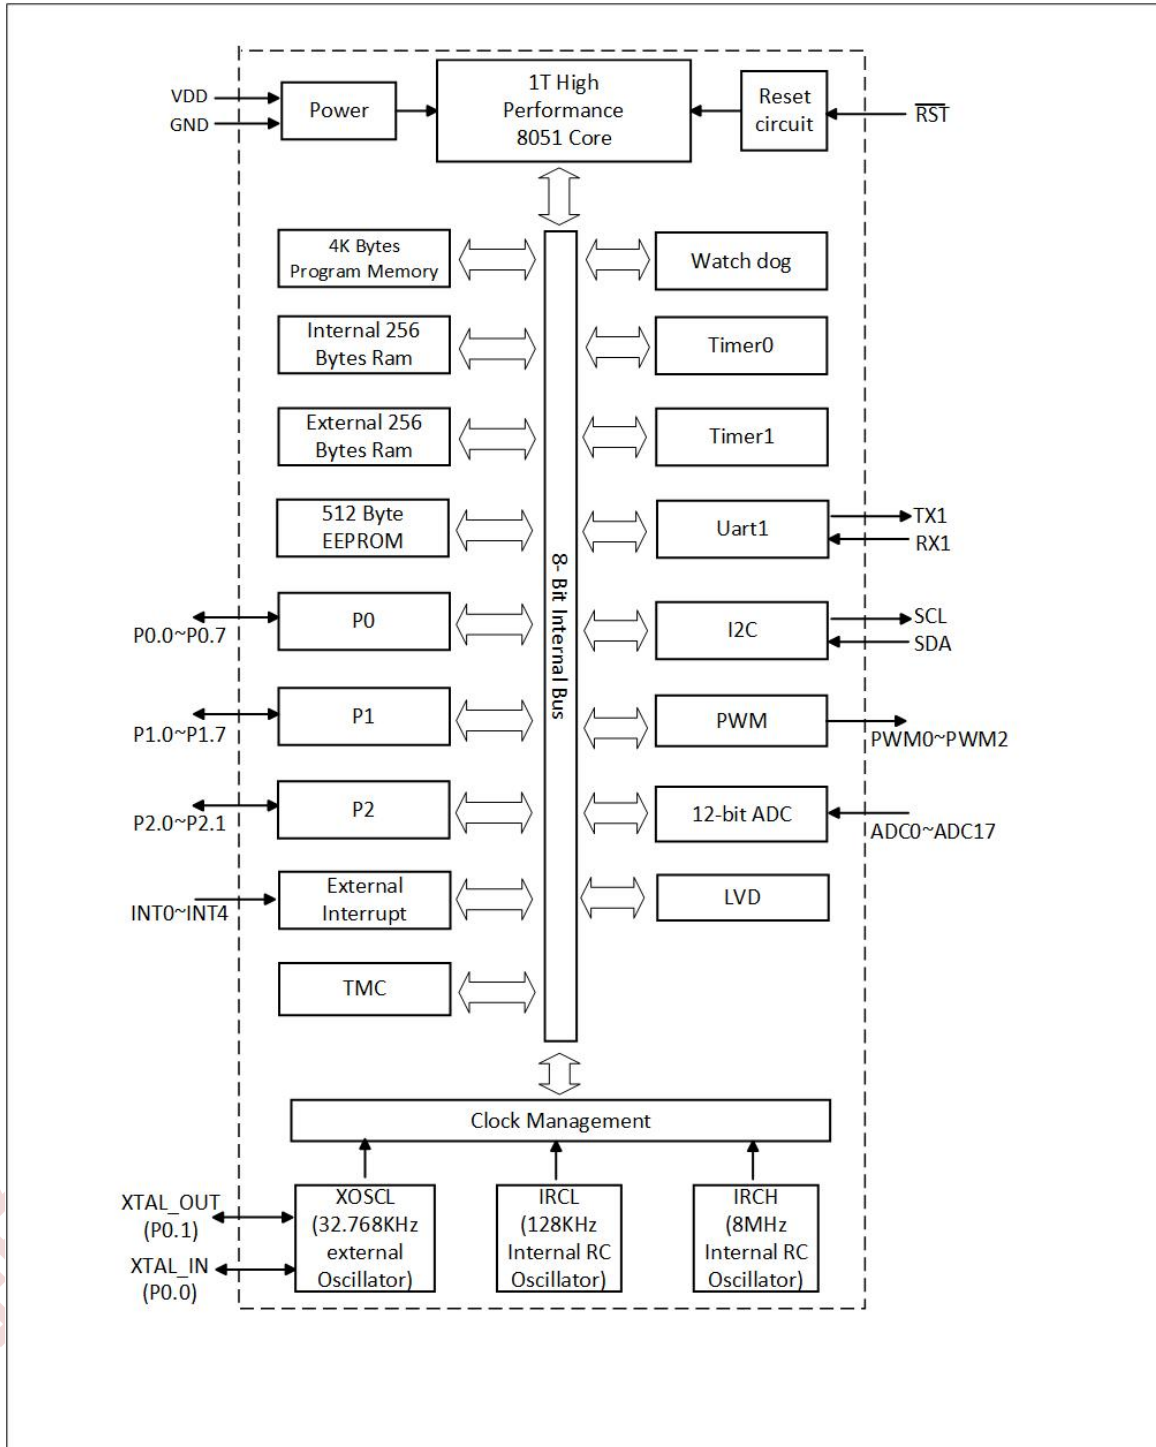 VDD
GND
Power
1T High
Performance
8051 Core
Reset
circuit
RST
4K Bytes
Program Memory
Watch dog
Internal 256
Bytes Ram
Timer0
External 256
Bytes Ram
Timer1
512 Byte
EEPROM
Uart1
TX1
RX1
8- Bit Internal Bus
P0.0~P0.7
P0
I2C
SCL
SDA
P1.0~P1.7
P1
PWM
PWM0~PWM2
P2.0~P2.1
P2
12-bit ADC
ADC0~ADC17
INT0~INT4
External
Interrupt
LVD
TMC
Clock Management
XTAL_OUT
(P0.1)
XTAL_IN
(P0.0)
XOSCL
(32.768KHz
external
Oscillator)
IRCL
(128KHz
Internal RC
Oscillator)
IRCH
(8MHz
Internal RC
Oscillator)